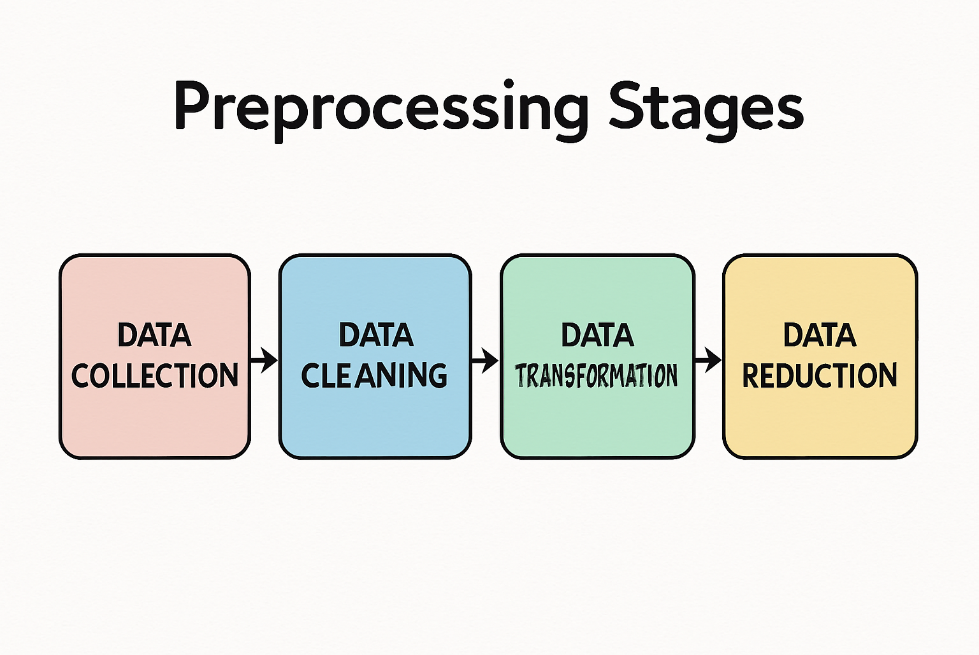 Preprocessing Stages
DATA
COLLECTION
DATA
CLEANING
DATA
TRANSFORMATION
DATA
REDUCTION